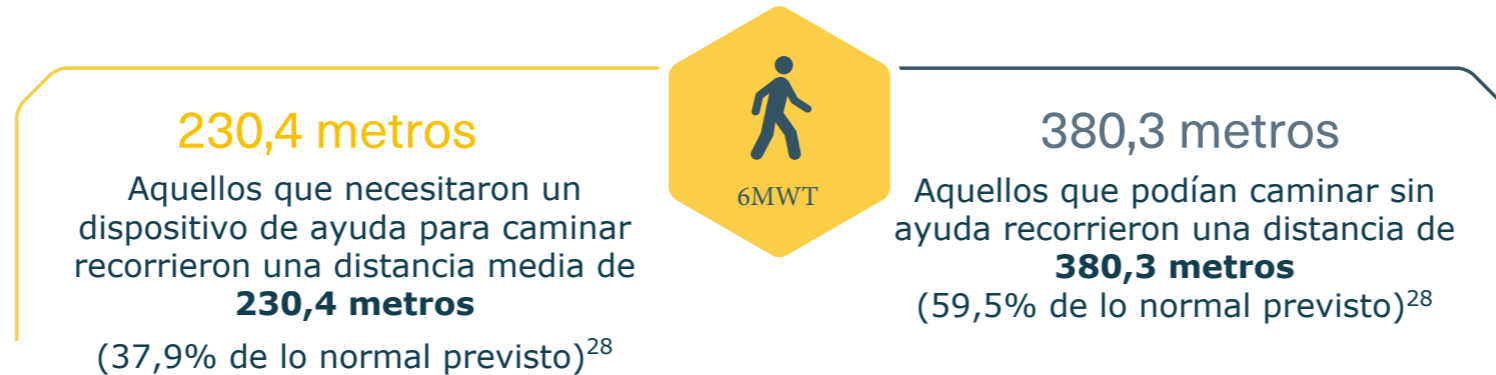 230,4 metros
Aquellos que necesitaron un
dispositivo de ayuda para caminar
recorrieron una distancia media de
230,4 metros
(37,9% de lo normal previsto)28
6MWT
380,3 metros
Aquellos que podían caminar sin
ayuda recorrieron una distancia de
380,3 metros
(59,5% de lo normal previsto)28